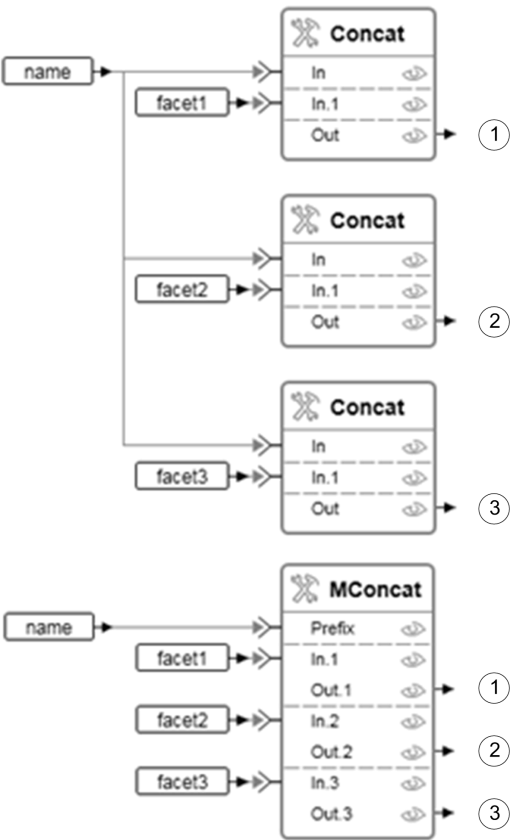 Concat
name
In
facet1
In.1
Out
1
Concat
In
facet2
In.1
Out
2
Concat
In
facet3
In.1
Out
3
MConcat
name
Prefix
facet1
In.1
Out.1
1
facet2
In.2
Out.2
2
facet3
In.3
Out.3
3